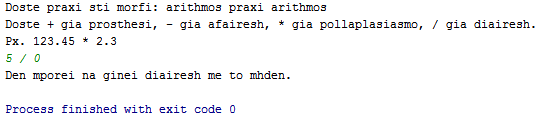 Doste praxi sti morfi: arithmos praxi arithmos
Doste + gia prosthesi, - gia afairesh, * gia pollaplasiasmo, / gia diairesh.
Px. 123.45 * 2.3
5 / 0
Den mporei na ginei diairesh me to mhden.
Process finished with exit code 0